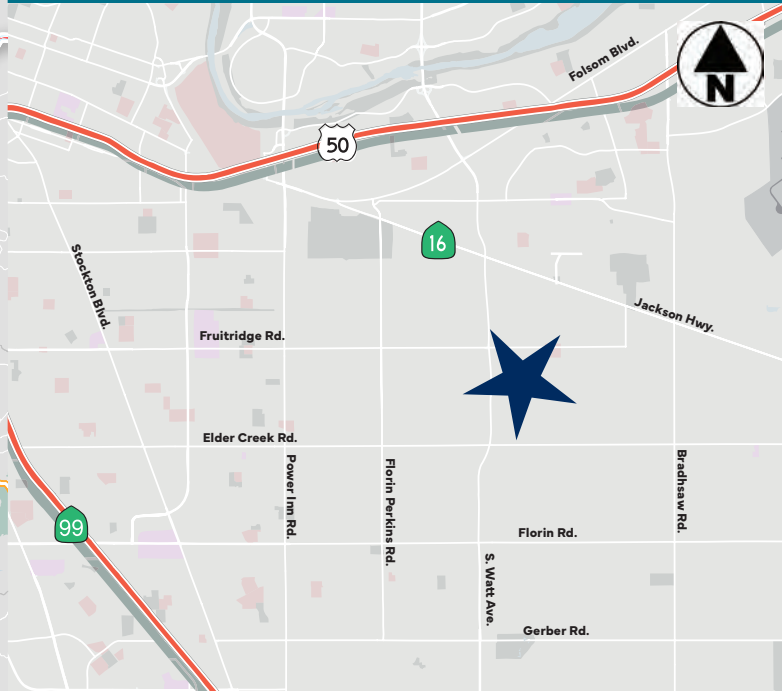 Folsom Blvd.
N
50
16
Stockton Blvd.
Jackson Hwy.
Fruitridge Rd.
Elder Creek Rd.
Power Inn Rd.
Florin Perkins Rd.
Bradhsaw Rd.
99
Florin Rd.
S. Watt Ave.
Gerber Rd.